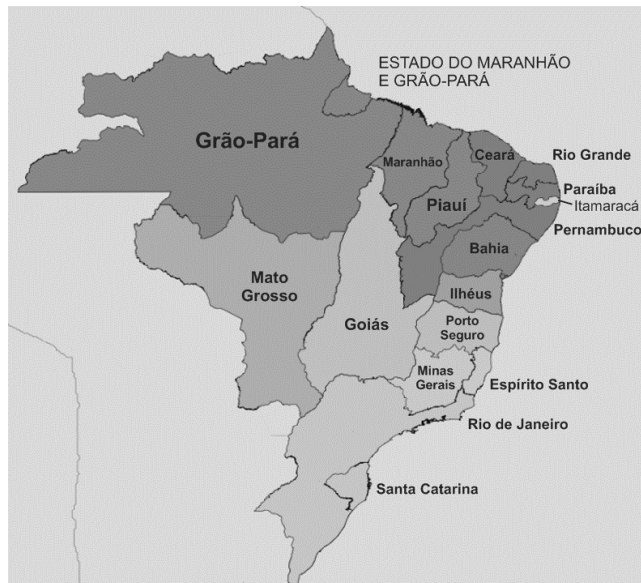 ESTADO DO MARANHÃO
E GRÃO-PARÁ
Grão-Pará
Maranhão
Ceará
Rio Grande
Paraíba
Itamaracá
Piauí
Pernambuco
Bahia
Mato
Grosso
Ilhéus
Goiás
Porto
Seguro
Minas
Gerais
Espírito Santo
Rio de Janeiro
Santa Catarina